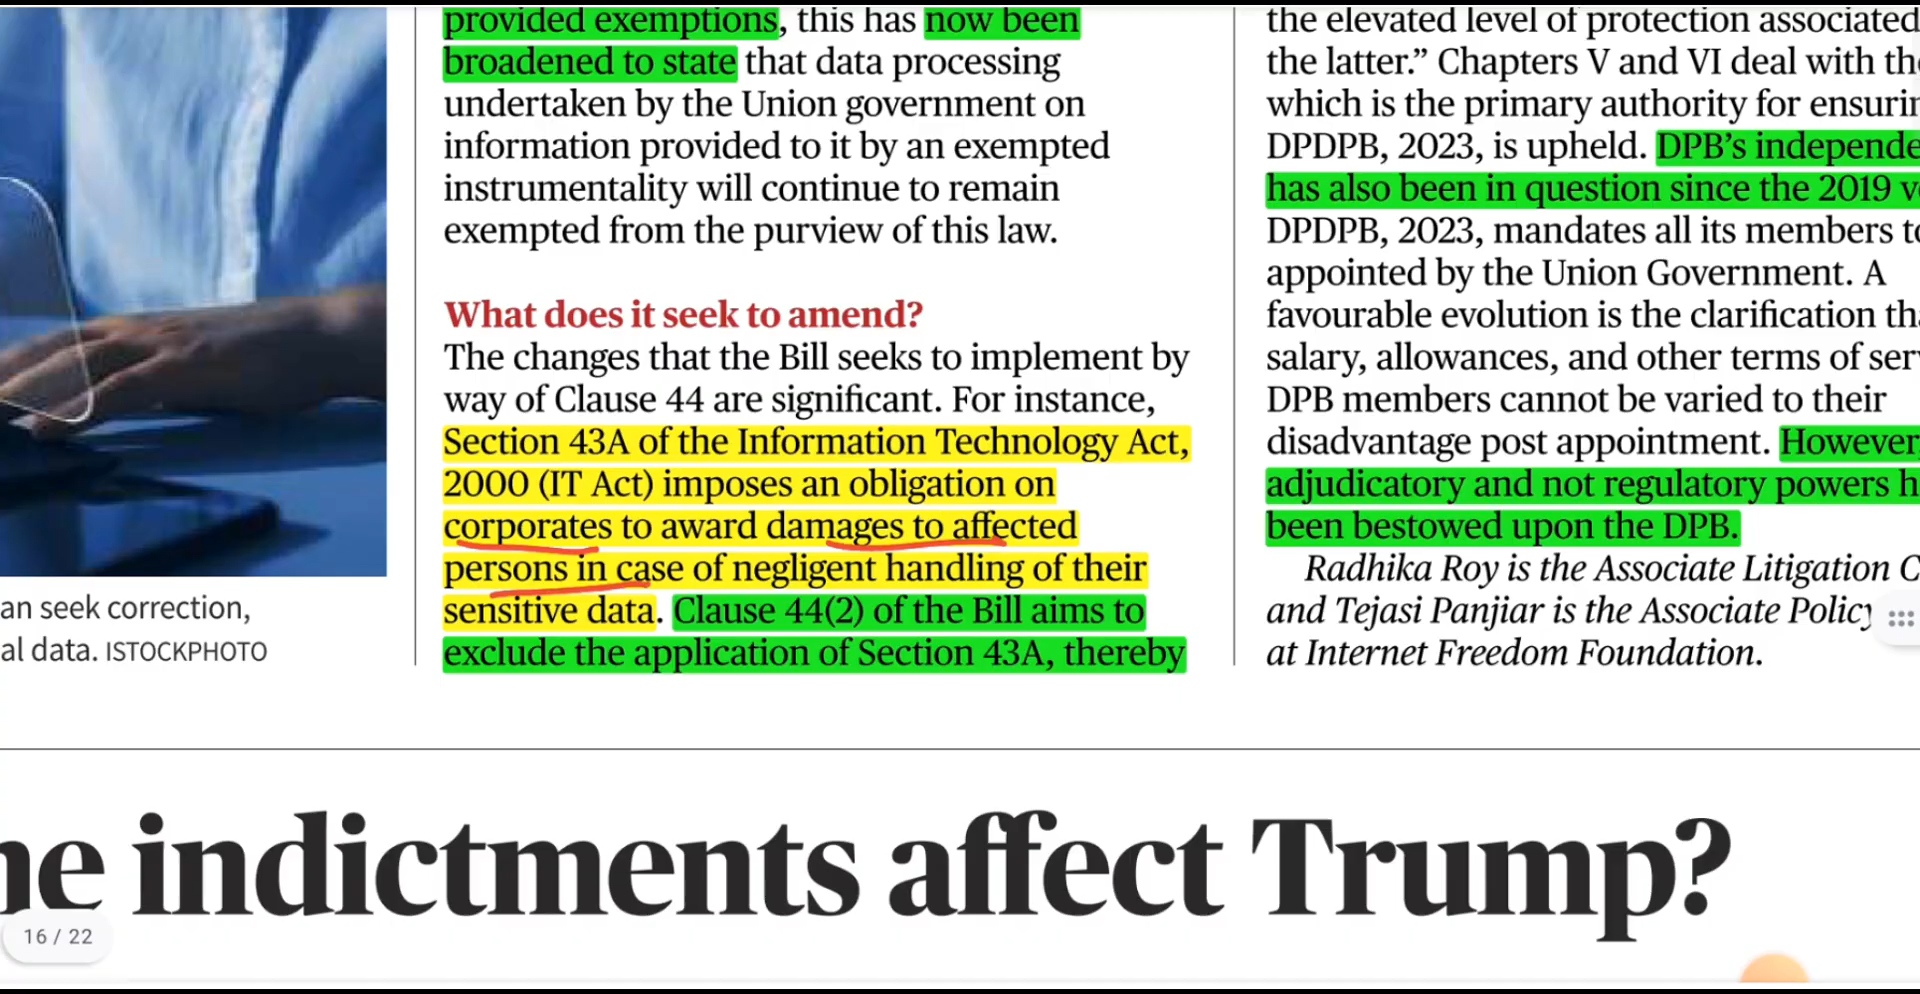 an seek correction,
al data. ISTOCKPHOTO
provided exemptions, this has now been
broadened to state that data processing
undertaken by the Union government on
information provided to it by an exempted
instrumentality will continue to remain
exempted from the purview of this law.
What does it seek to amend?
The changes that the Bill seeks to implement by
way of Clause 44 are significant. For instance,
Section 43A of the Information Technology Act,
2000 (IT Act) imposes an obligation on
corporates to award damages to affected
persons in case of negligent handling of their
sensitive data. Clause 44(2) of the Bill aims to
exclude the application of Section 43A, thereby
the elevated level of protection associated
the latter.” Chapters V and VI deal with
which is the primary authority for
DPDPB, 2023, is upheld. DPB’s
has also been in question since the 2019
DPDPB, 2023, mandates all its members
appointed by the Union Government. A
favourable evolution is the clarification
salary, allowances, and other terms of
DPB members cannot be varied to their
disadvantage post appointment. However,
adjudicatory and not regulatory powers
been bestowed upon the DPB.
Radhika Roy is the Associate Litigation
and Tejasi Panjiar is the Associate Policy
at Internet Freedom Foundation.
he indictments affect Trump?
16 / 22